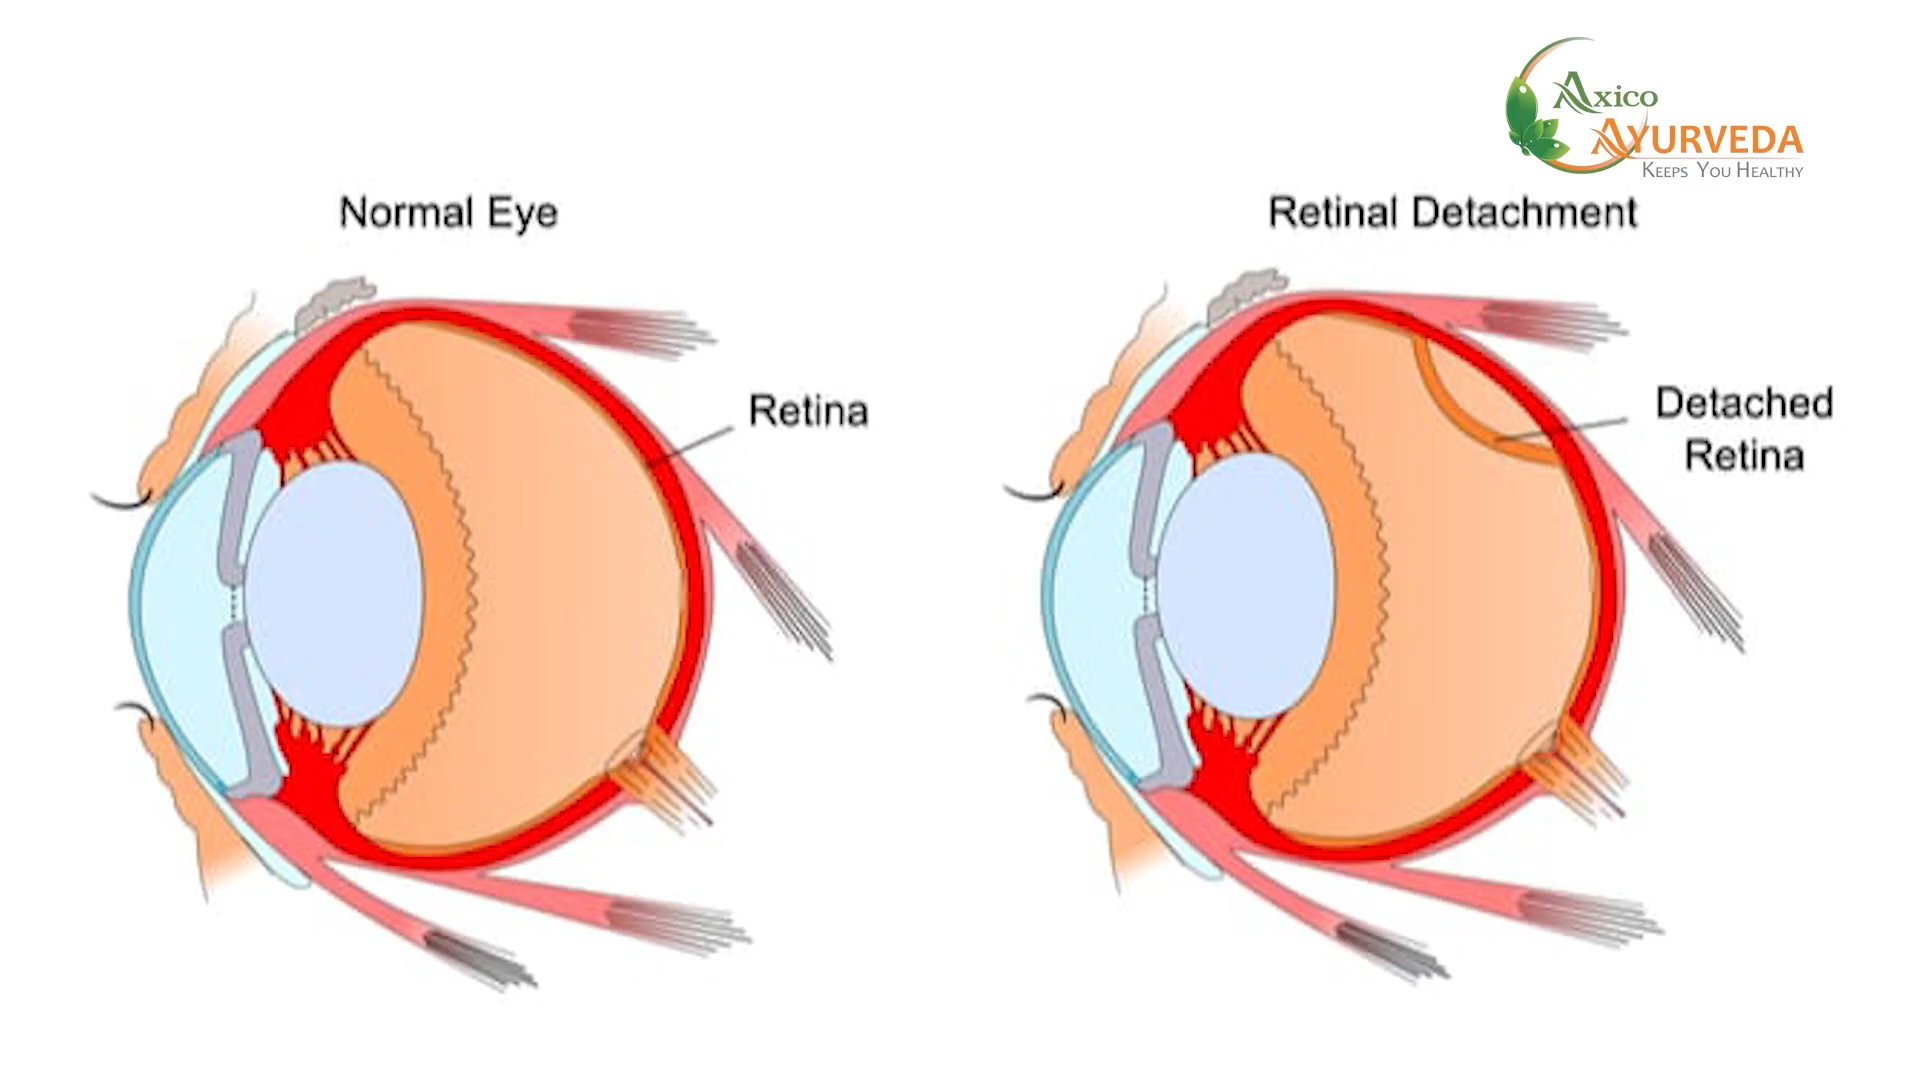 Axico
AYURVEDA
KEEPS YOU HEALTHY
Normal Eye
Retinal Detachment
Retina
Detached
Retina